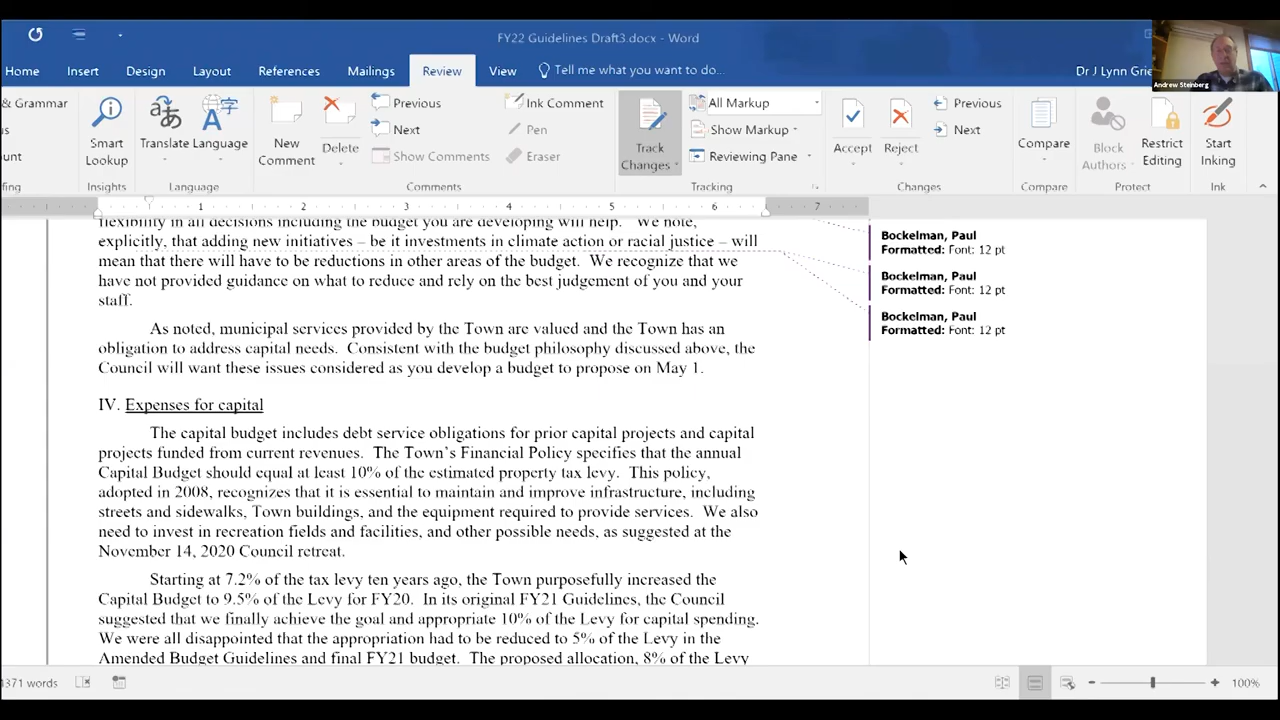 FY22 Guidelines Draft3.docx - Word
Home Insert Design Layout References Mailings Review View Tell me what you want to do... Dr J Lynn Grie
Andrew Steinberg
& Grammar
Smart Lookup
Insights
Translate Language
Language
New Comment
Delete
Previous
Next
Show Comments
Ink Comment
Pen
Eraser
Comments
Track Changes
All Markup
Show Markup
Reviewing Pane
Tracking
Accept
Reject
Previous
Next
Changes
Compare
Compare
Block Authors
Restrict Editing
Protect
Start Inking
Ink
1 2 3 4 5 6 7
flexibility in all decisions including the budget you are developing will help. We note,
explicitly, that adding new initiatives – be it investments in climate action or racial justice – will
mean that there will have to be reductions in other areas of the budget. We recognize that we
have not provided guidance on what to reduce and rely on the best judgement of you and your
staff.
As noted, municipal services provided by the Town are valued and the Town has an
obligation to address capital needs. Consistent with the budget philosophy discussed above, the
Council will want these issues considered as you develop a budget to propose on May 1.
IV. Expenses for capital
The capital budget includes debt service obligations for prior capital projects and capital
projects funded from current revenues. The Town's Financial Policy specifies that the annual
Capital Budget should equal at least 10% of the estimated property tax levy. This policy,
adopted in 2008, recognizes that it is essential to maintain and improve infrastructure, including
streets and sidewalks, Town buildings, and the equipment required to provide services. We also
need to invest in recreation fields and facilities, and other possible needs, as suggested at the
November 14, 2020 Council retreat.
Starting at 7.2% of the tax levy ten years ago, the Town purposefully increased the
Capital Budget to 9.5% of the Levy for FY20. In its original FY21 Guidelines, the Council
suggested that we finally achieve the goal and appropriate 10% of the Levy for capital spending.
We were all disappointed that the appropriation had to be reduced to 5% of the Levy in the
Amended Budget Guidelines and final FY21 budget. The proposed allocation, 8% of the Levy
Bockelman, Paul
Formatted: Font: 12 pt
Bockelman, Paul
Formatted: Font: 12 pt
Bockelman, Paul
Formatted: Font: 12 pt
4371 words
100%